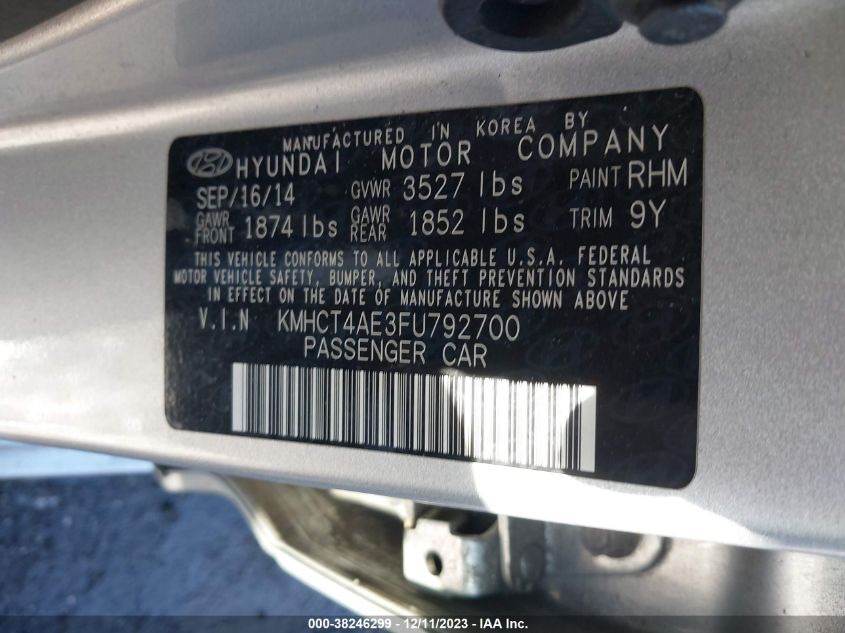 MANUFACTURED IN KOREA BY
HYUNDAI MOTOR COMPANY
SEP/16/14 GVWR 3527 lbs PAINT RHM
GAWR FRONT 1874 lbs GAWR REAR 1852 lbs TRIM 9Y
THIS VEHICLE CONFORMS TO ALL APPLICABLE U.S.A. FEDERAL
MOTOR VEHICLE SAFETY, BUMPER, AND THEFT PREVENTION STANDARDS
IN EFFECT ON THE DATE OF MANUFACTURE SHOWN ABOVE
V.I.N KMHCT4AE3FU792700
PASSENGER CAR
000-38246299 - 12/11/2023 - IAAI.com